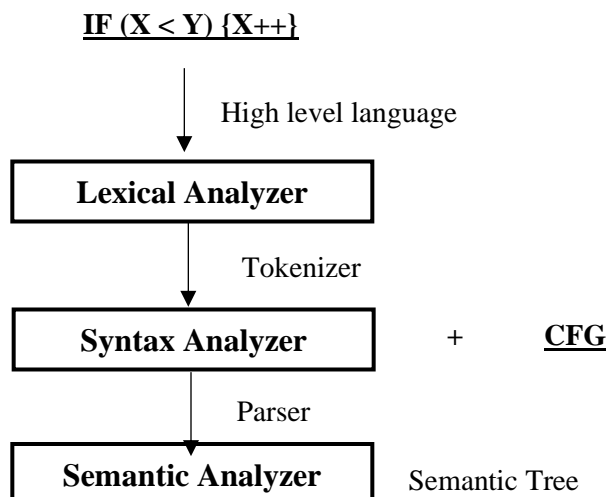 IF (X < Y) {X++}
High level language
Lexical Analyzer
Tokenizer
Syntax Analyzer + CFG
Parser
Semantic Analyzer Semantic Tree